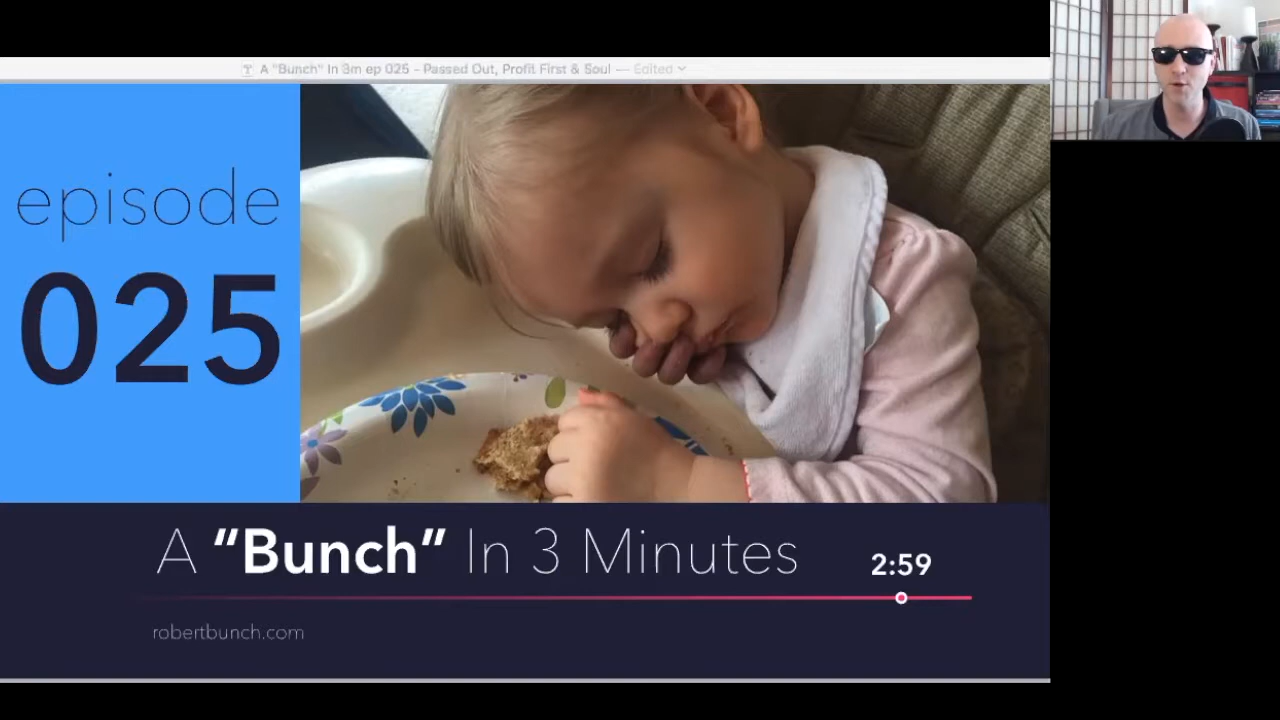 A "Bunch" In 3m ep 025 - Passed Out, Profit First & Soul — Edited
episode
025
A “Bunch” In 3 Minutes
2:59
robertbunch.com